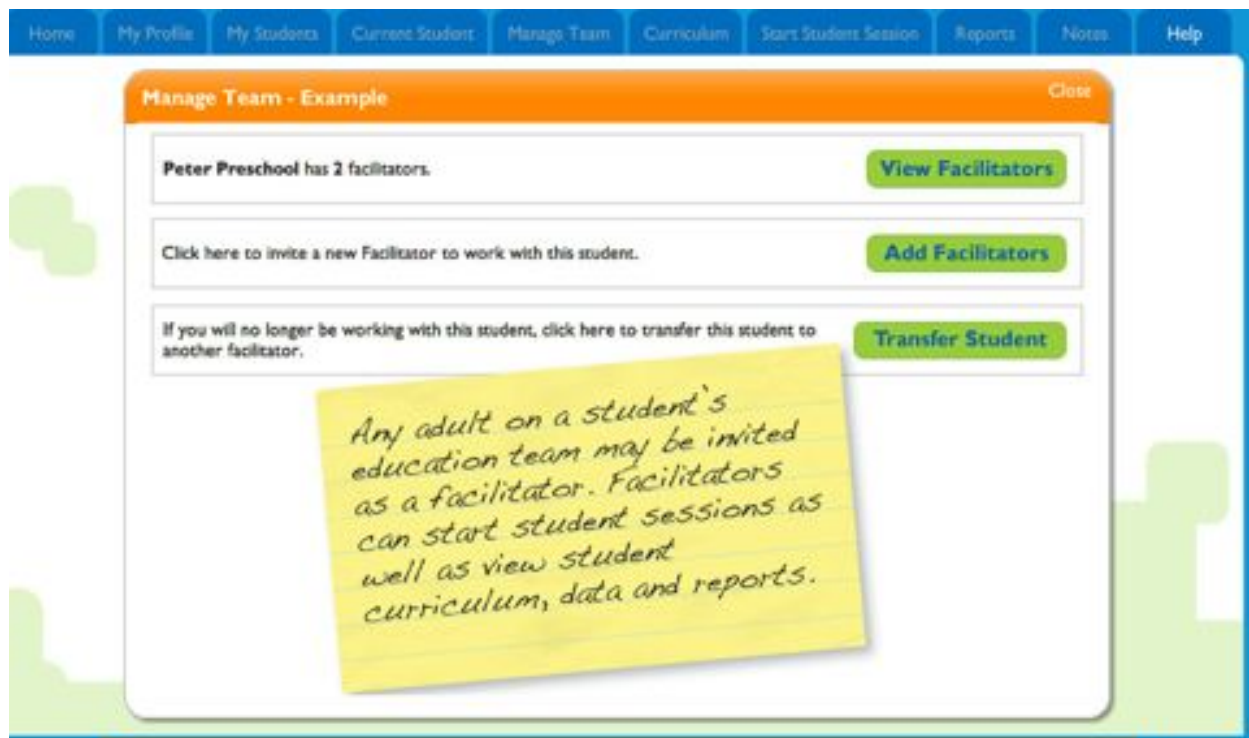 Home My Profile My Students Current Student Manage Team Curriculum Start Student Session Reports Notes Help
Manage Team - Example Close
Peter Preschool has 2 facilitators. View Facilitators
Click here to invite a new Facilitator to work with this student. Add Facilitators
If you will no longer be working with this student, click here to transfer this student to
another facilitator.
Transfer Student
Any adult on a student's
education team may be invited
as a facilitator. Facilitators
can start student sessions as
well as view student
curriculum, data and reports.